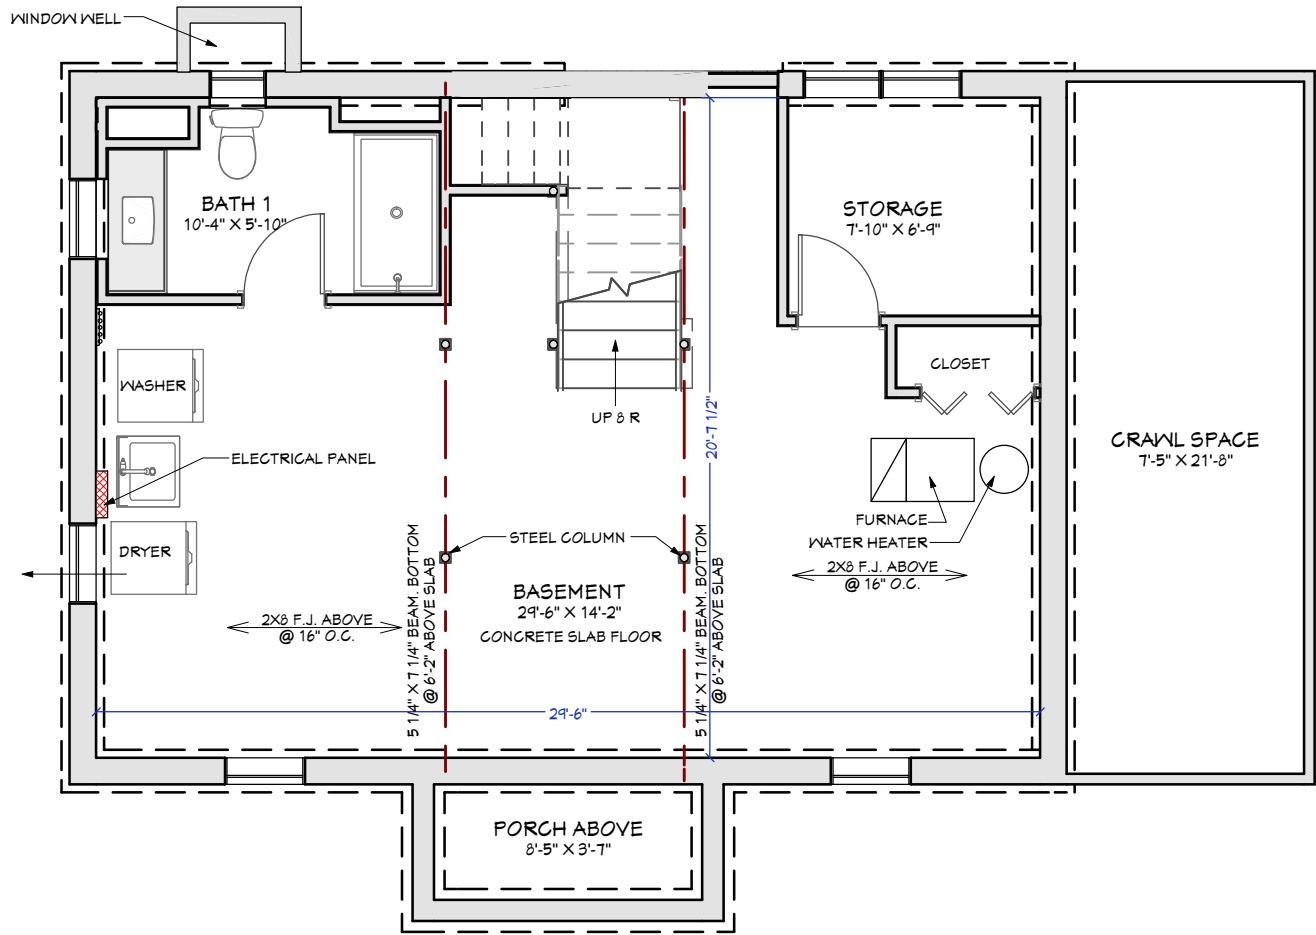 WINDOW WELL
BATH 1
10'-4" X 5'-10"
STORAGE
7'-10" X 6'-9"
CLOSET
WASHER
UP 8 R
20'-7 1/2"
CRAWL SPACE
7'-5" X 21'-8"
ELECTRICAL PANEL
FURNACE
WATER HEATER
DRYER
STEEL COLUMN
2X8 F.J. ABOVE
@ 16" O.C.
BASEMENT
29'-6" X 14'-2"
CONCRETE SLAB FLOOR
2X8 F.J. ABOVE
@ 16" O.C.
5 1/4" X 7 1/4" BEAM. BOTTOM
@ 6'-2" ABOVE SLAB
5 1/4" X 7 1/4" BEAM. BOTTOM
@ 6'-2" ABOVE SLAB
29'-6"
PORCH ABOVE
8'-5" X 3'-7"